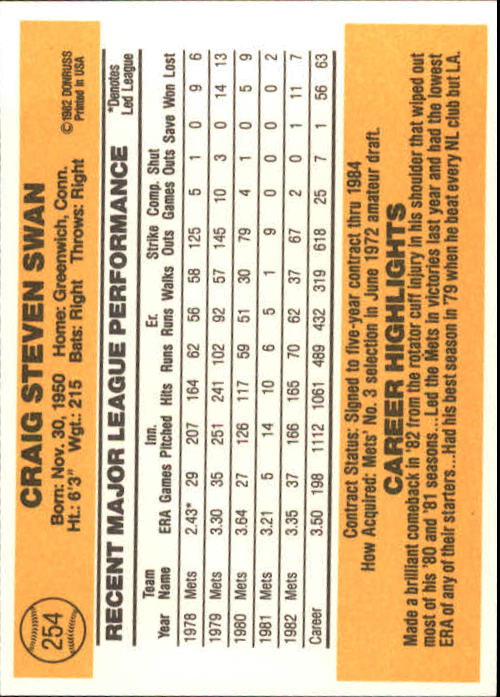 254
CRAIG STEVEN SWAN
Born: Nov. 30, 1950 Home: Greenwich, Conn.
Ht.: 6'3" Wgt.: 215 Bats: Right Throws: Right
©1982 DONRUSS
Printed in USA
RECENT MAJOR LEAGUE PERFORMANCE
*Denotes
Led League
Team Inn. Er. Strike Comp. Shut
Year Name ERA Games Pitched Hits Runs Runs Walks Outs Games Outs Save Won Lost
1978 Mets 2.43* 29 207 164 62 56 58 125 5 1 0 9 6
1979 Mets 3.30 35 251 241 102 92 57 145 10 3 0 14 13
1980 Mets 3.64 27 126 117 59 51 30 79 4 1 0 5 9
1981 Mets 3.21 5 14 10 6 5 1 9 0 0 0 0 2
1982 Mets 3.35 37 166 165 70 62 37 67 2 0 1 11 7
Career 3.50 198 1112 1061 489 432 319 618 25 7 1 56 63
Contract Status: Signed to five-year contract thru 1984
How Acquired: Mets' No. 3 selection in June 1972 amateur draft.
CAREER HIGHLIGHTS
Made a brilliant comeback in '82 from the rotator cuff injury in his shoulder that wiped out
most of his '80 and '81 seasons...Led the Mets in victories last year and had the lowest
ERA of any of their starters...Had his best season in '79 when he beat every NL club but LA.